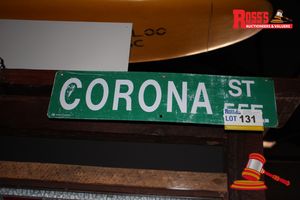 ROSS'S
AUCTIONEERS & VALUERS
CORONA ST
LOT 131